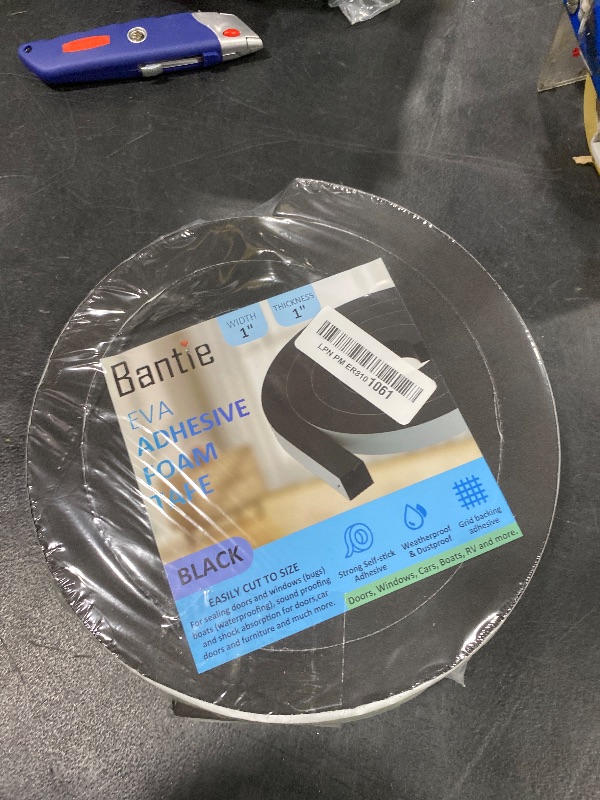 WIDTH
1"
THICKNESS
1"
Bantie
LPN PM ER8101061
EVA
ADHESIVE
FOAM
TAPE
BLACK
EASILY CUT TO SIZE
For sealing doors and windows (bugs)
boats (waterproofing), sound proofing
and shock absorption for doors,car
doors and furniture and much more.
Strong Self-stick
Adhesive
Weatherproof
& Dustproof
Grid backing
adhesive
Doors, Windows, Cars, Boats, RV and more.